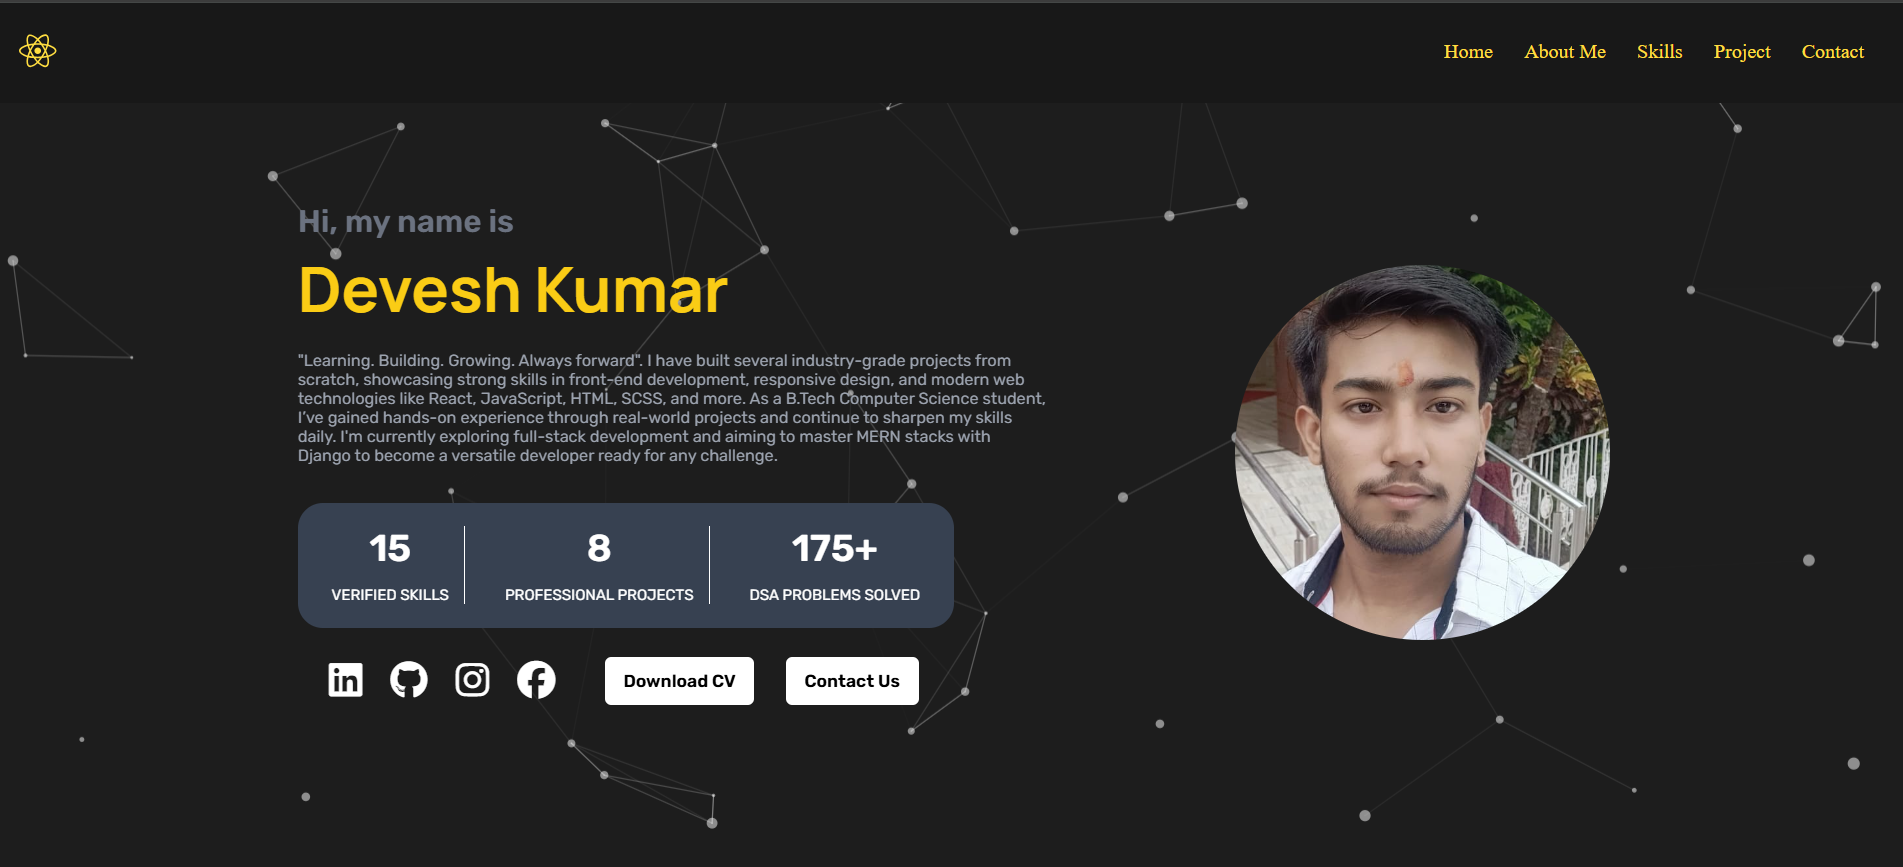 Home About Me Skills Project Contact
Hi, my name is
Devesh Kumar
"Learning. Building. Growing. Always forward". I have built several industry-grade projects from
scratch, showcasing strong skills in front-end development, responsive design, and modern web
technologies like React, JavaScript, HTML, SCSS, and more. As a B.Tech Computer Science student,
I’ve gained hands-on experience through real-world projects and continue to sharpen my skills
daily. I'm currently exploring full-stack development and aiming to master MERN stacks with
Django to become a versatile developer ready for any challenge.
15 8 175+
VERIFIED SKILLS PROFESSIONAL PROJECTS DSA PROBLEMS SOLVED
Download CV Contact Us